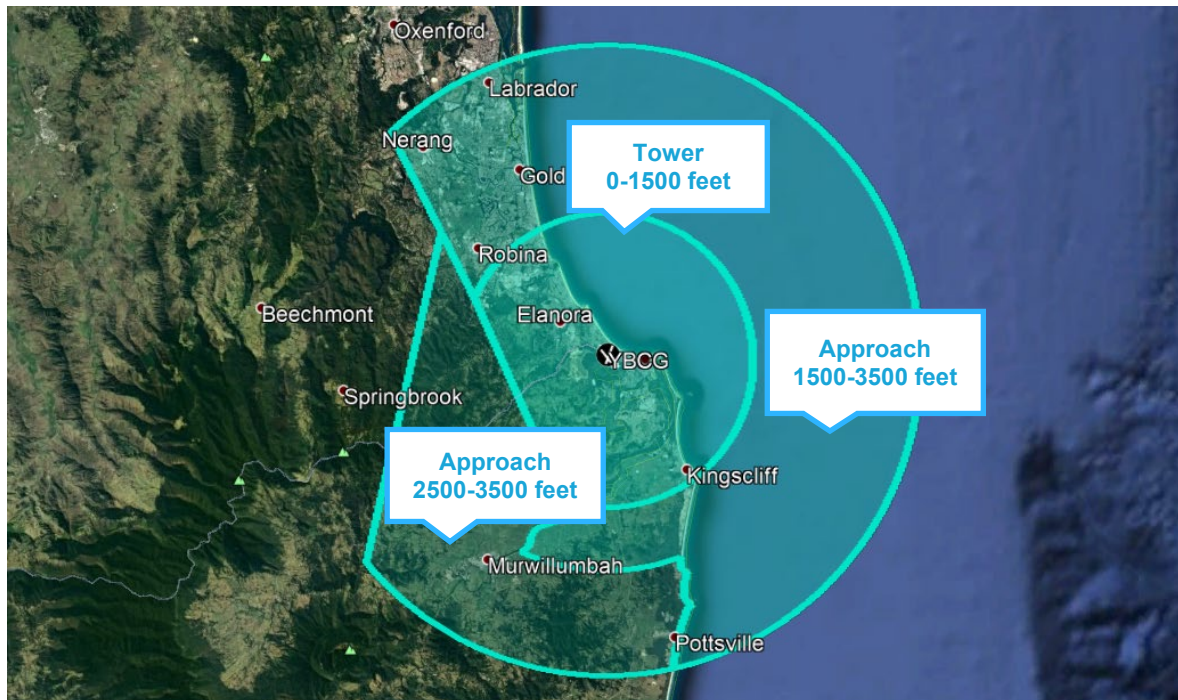 Oxenford
Labrador
Nerang
Tower
0-1500 feet
Gold
Robina
Beechmont
Elanora
YBCG
Approach
1500-3500 feet
Springbrook
Approach
2500-3500 feet
Kingscliff
Murwillumbah
Pottsville